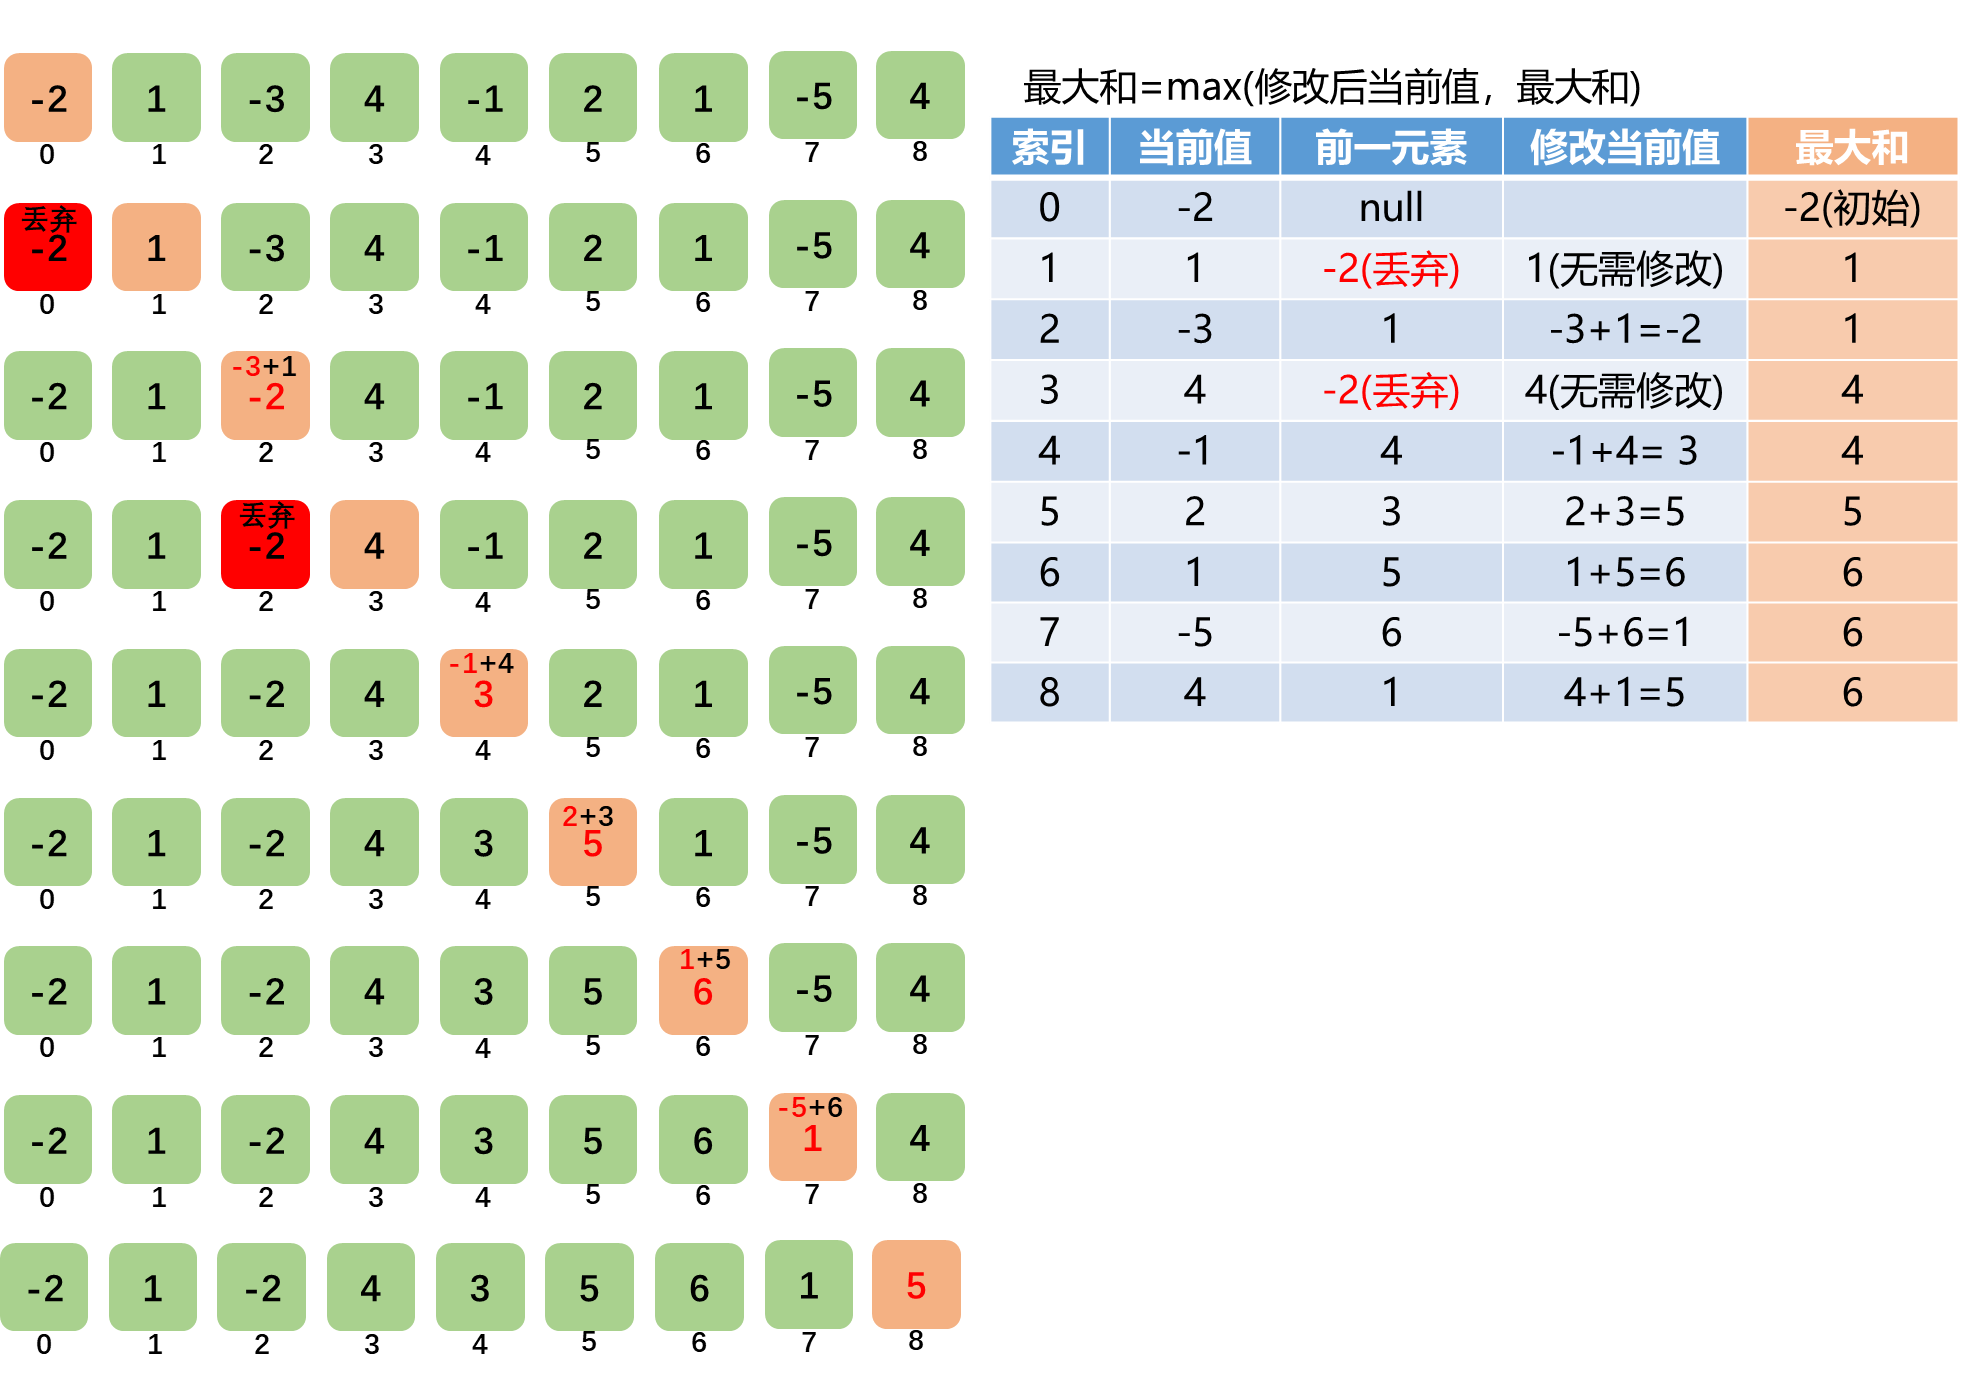 -2 1 -3 4 -1 2 1 -5 4
0 1 2 3 4 5 6 7 8
丢弃
-2 1 -3 4 -1 2 1 -5 4
0 1 2 3 4 5 6 7 8
-3+1
-2 1 -2 4 -1 2 1 -5 4
0 1 2 3 4 5 6 7 8
丢弃
-2 1 -2 4 -1 2 1 -5 4
0 1 2 3 4 5 6 7 8
-1+4
-2 1 -2 4 3 2 1 -5 4
0 1 2 3 4 5 6 7 8
2+3
-2 1 -2 4 3 5 1 -5 4
0 1 2 3 4 5 6 7 8
1+5
-2 1 -2 4 3 5 6 -5 4
0 1 2 3 4 5 6 7 8
-5+6
-2 1 -2 4 3 5 6 1 4
0 1 2 3 4 5 6 7 8
-2 1 -2 4 3 5 6 1 5
0 1 2 3 4 5 6 7 8
最大和=max(修改后当前值，最大和)
索引 当前值 前一元素 修改当前值 最大和
0 -2 null -2(初始)
1 1 -2(丢弃) 1(无需修改) 1
2 -3 1 -3+1=-2 1
3 4 -2(丢弃) 4(无需修改) 4
4 -1 4 -1+4= 3 4
5 2 3 2+3=5 5
6 1 5 1+5=6 6
7 -5 6 -5+6=1 6
8 4 1 4+1=5 6